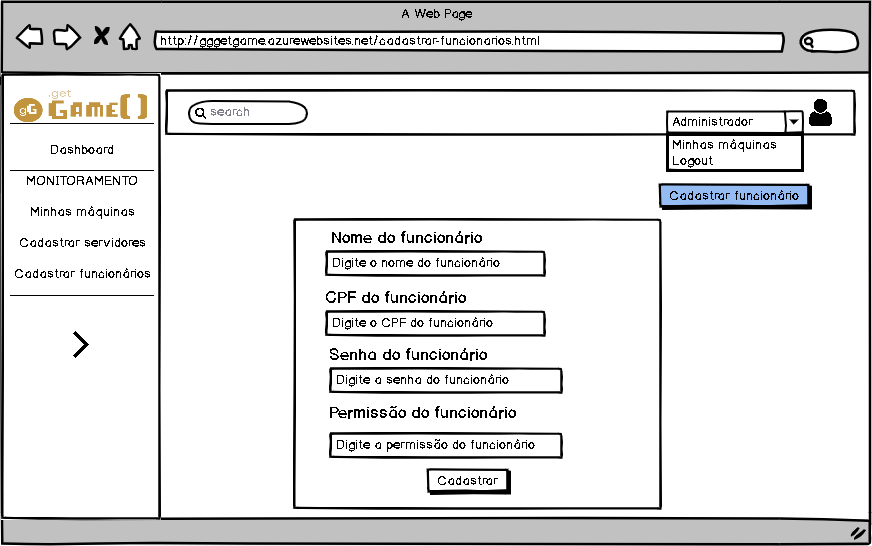 A Web Page
http://gggetgame.azurewebsites.net/cadastrar-funcionarios.html
.get
gG GAME()
search
Administrador
Minhas máquinas
Logout
Dashboard
MONITORAMENTO
Minhas máquinas
Cadastrar servidores
Cadastrar funcionários
Cadastrar funcionário
Nome do funcionário
Digite o nome do funcionário
CPF do funcionário
Digite o CPF do funcionário
Senha do funcionário
Digite a senha do funcionário
Permissão do funcionário
Digite a permissão do funcionário
Cadastrar